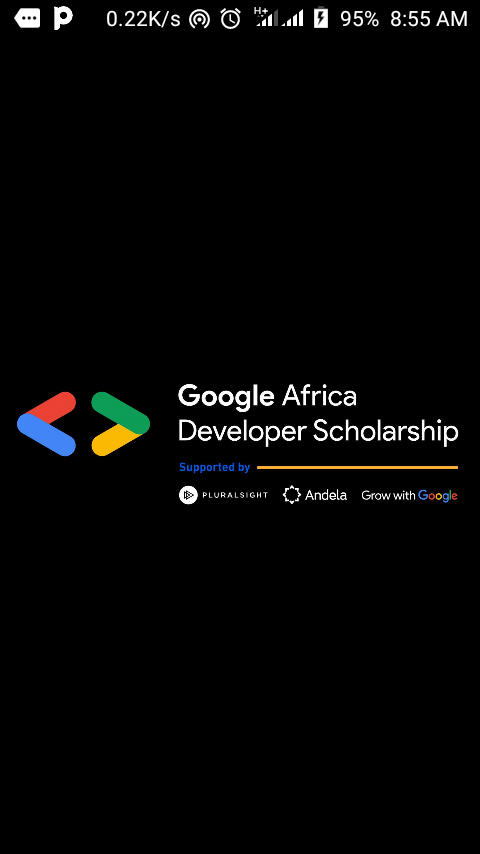 0.22K/s H+ 95% 8:55 AM
Google Africa
Developer Scholarship
Supported by
PLURALSIGHT Andela Grow with Google